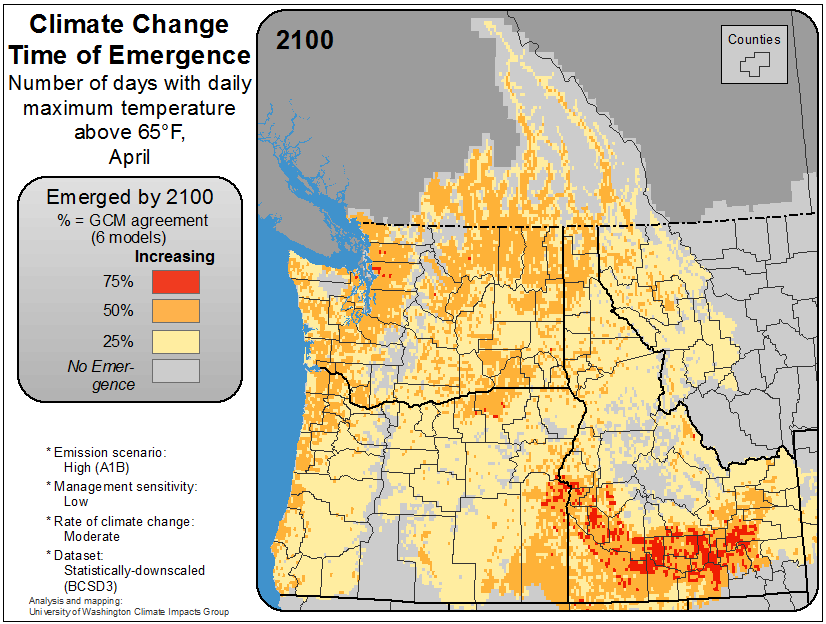 Climate Change
Time of Emergence
Number of days with daily
maximum temperature
above 65°F,
April
Emerged by 2100
% = GCM agreement
(6 models)
Increasing
75%
50%
25%
No Emer-
gence
* Emission scenario:
High (A1B)
* Management sensitivity:
Low
* Rate of climate change:
Moderate
* Dataset:
Statistically-downscaled
(BCSD3)
Analysis and mapping:
University of Washington Climate Impacts Group
2100
Counties